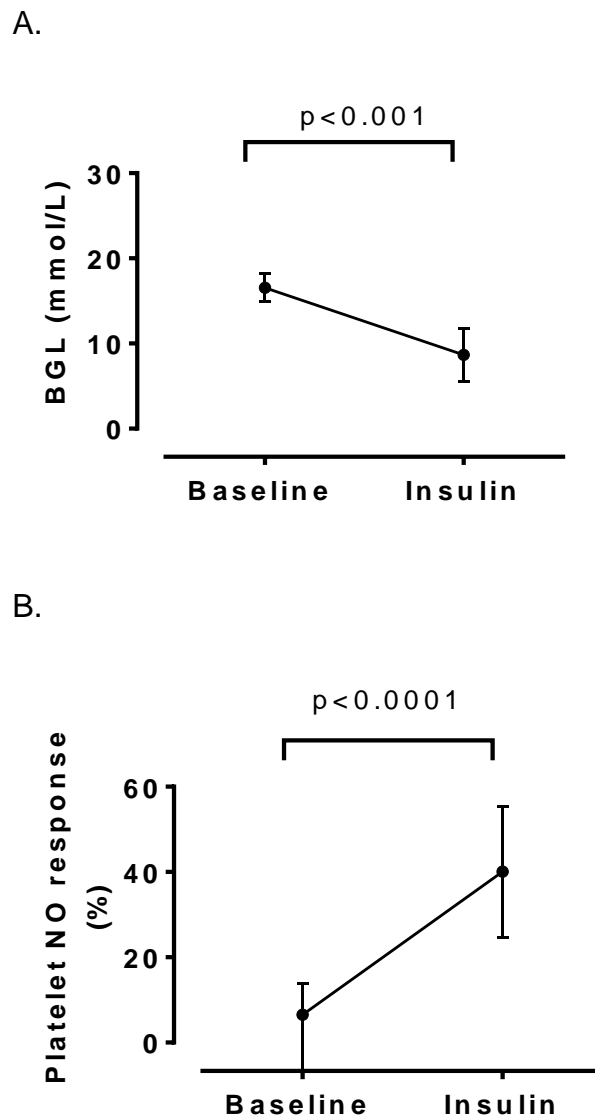 A.
p<0.001
30
20
10
0
BGL (mmol/L)
Baseline Insulin
B.
p<0.0001
60
40
20
0
Platelet NO response
(%)
Baseline Insulin